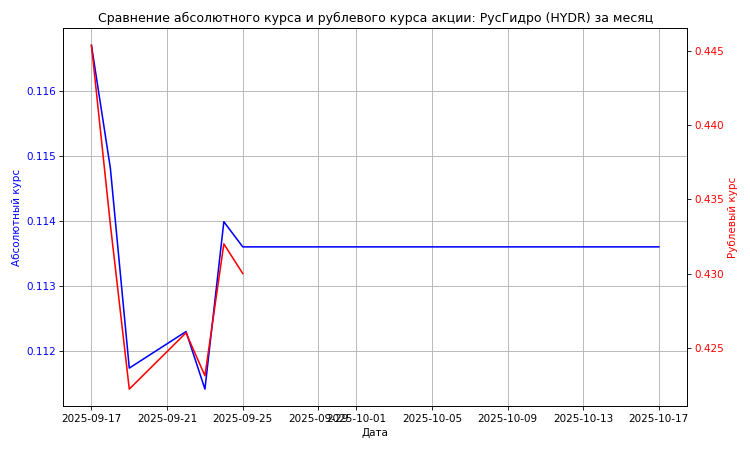 Сравнение абсолютного курса и рублевого курса акции: РусГидро (HYDR) за месяц
Абсолютный курс
0.116
0.115
0.114
0.113
0.112
0.445
0.440
0.435
0.430
0.425
Рублевый курс
2025-09-17 2025-09-21 2025-09-25 2025-09-29 2025-10-01 2025-10-05 2025-10-09 2025-10-13 2025-10-17
Дата